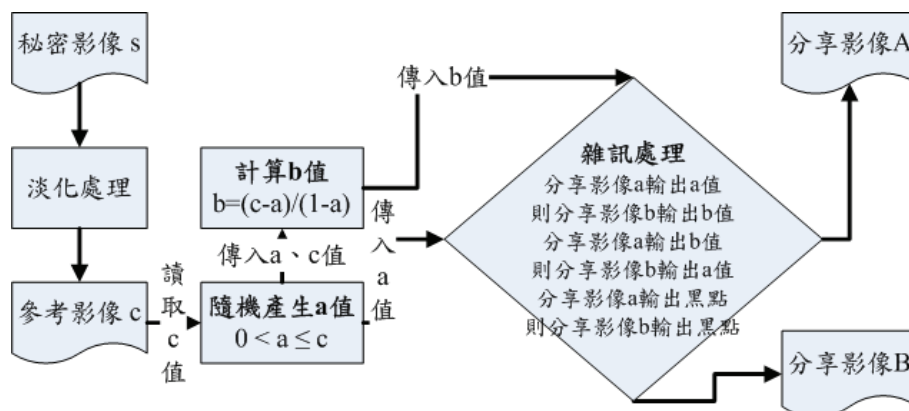 秘密影像 s
淡化處理
參考影像 c
讀取c值
隨機產生a值
0 < a ≤ c
傳入a、c值
計算b值
b=(c-a)/(1-a)
傳入a值
傳入b值
雜訊處理
分享影像a輸出a值
則分享影像b輸出b值
分享影像a輸出b值
則分享影像b輸出a值
分享影像a輸出黑點
則分享影像b輸出黑點
分享影像A
分享影像B